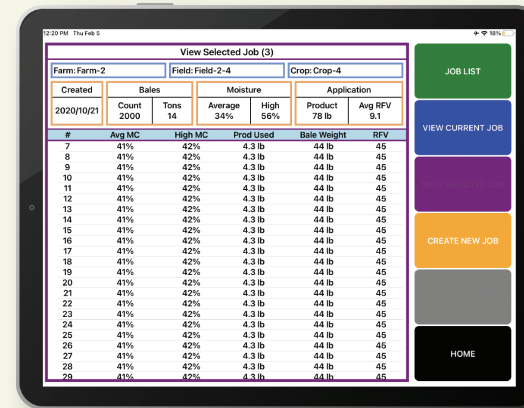 12:20 PM Thu Feb 5
18%
View Selected Job (3)
Farm: Farm-2 Field: Field-2-4 Crop: Crop-4
Created Bales Moisture Application
2020/10/21 Count Tons Average High Product Avg RFV
2000 14 34% 56% 78 lb 9.1
# Avg MC High MC Prod Used Bale Weight RFV
7 41% 42% 4.3 lb 44 lb 45
8 41% 42% 4.3 lb 44 lb 45
9 41% 42% 4.3 lb 44 lb 45
10 41% 42% 4.3 lb 44 lb 45
11 41% 42% 4.3 lb 44 lb 45
12 41% 42% 4.3 lb 44 lb 45
13 41% 42% 4.3 lb 44 lb 45
14 41% 42% 4.3 lb 44 lb 45
15 41% 42% 4.3 lb 44 lb 45
16 41% 42% 4.3 lb 44 lb 45
17 41% 42% 4.3 lb 44 lb 45
18 41% 42% 4.3 lb 44 lb 45
19 41% 42% 4.3 lb 44 lb 45
20 41% 42% 4.3 lb 44 lb 45
21 41% 42% 4.3 lb 44 lb 45
22 41% 42% 4.3 lb 44 lb 45
23 41% 42% 4.3 lb 44 lb 45
24 41% 42% 4.3 lb 44 lb 45
25 41% 42% 4.3 lb 44 lb 45
26 41% 42% 4.3 lb 44 lb 45
27 41% 42% 4.3 lb 44 lb 45
28 41% 42% 4.3 lb 44 lb 45
29 41% 42% 4.3 lb 44 lb 45
JOB LIST
VIEW CURRENT JOB
VIEW SELECTED JOB
CREATE NEW JOB
HOME